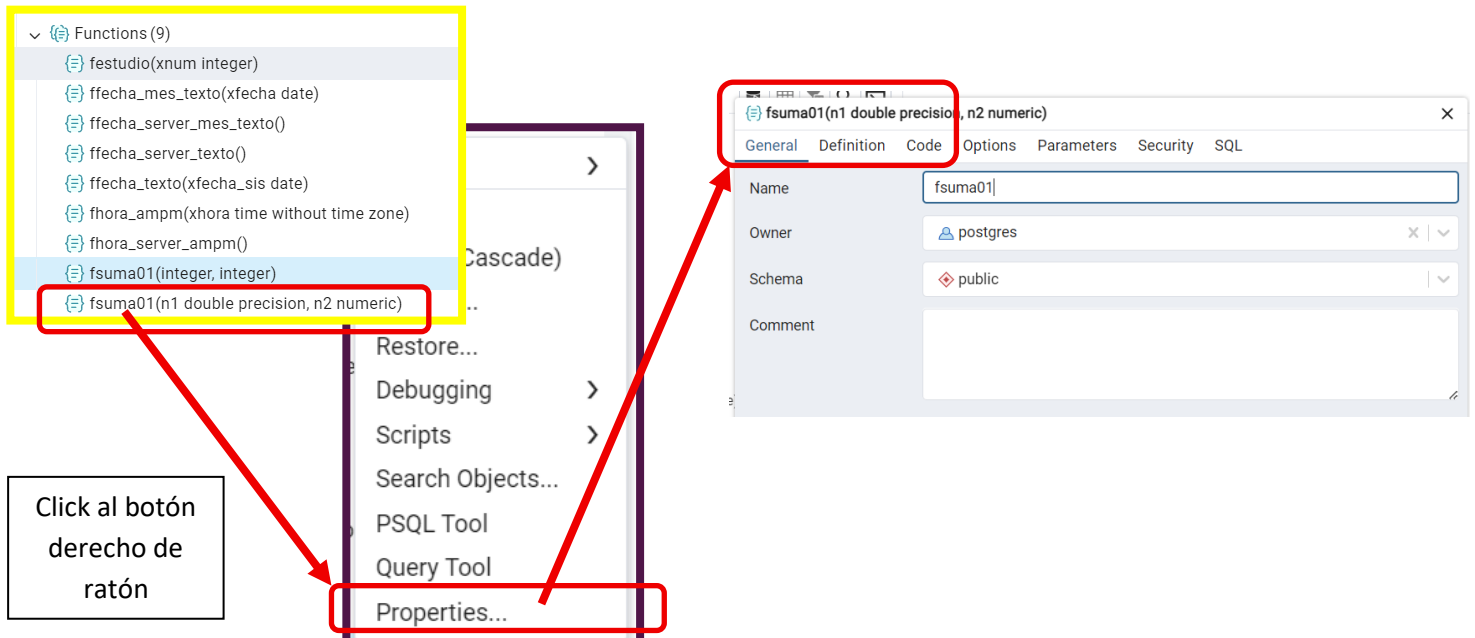 Functions (9)
festudio(xnum integer)
ffecha_mes_texto(xfecha date)
ffecha_server_mes_texto()
ffecha_server_texto()
ffecha_texto(xfecha_sis date)
fhora_ampm(xhora time without time zone)
fhora_server_ampm()
fsuma01(integer, integer)
fsuma01(n1 double precision, n2 numeric)
Cascade)
...
Restore...
Debugging
Scripts
Search Objects...
PSQL Tool
Query Tool
Properties...
Click al botón
derecho de
ratón
fsuma01(n1 double precision, n2 numeric)
General Definition Code Options Parameters Security SQL
Name fsuma01
Owner postgres
Schema public
Comment